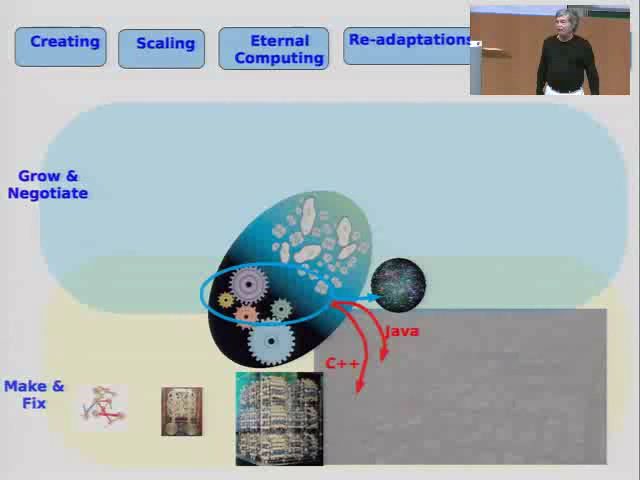 Creating
Scaling
Eternal
Computing
Re-adaptations
Grow &
Negotiate
Java
C++
Make &
Fix